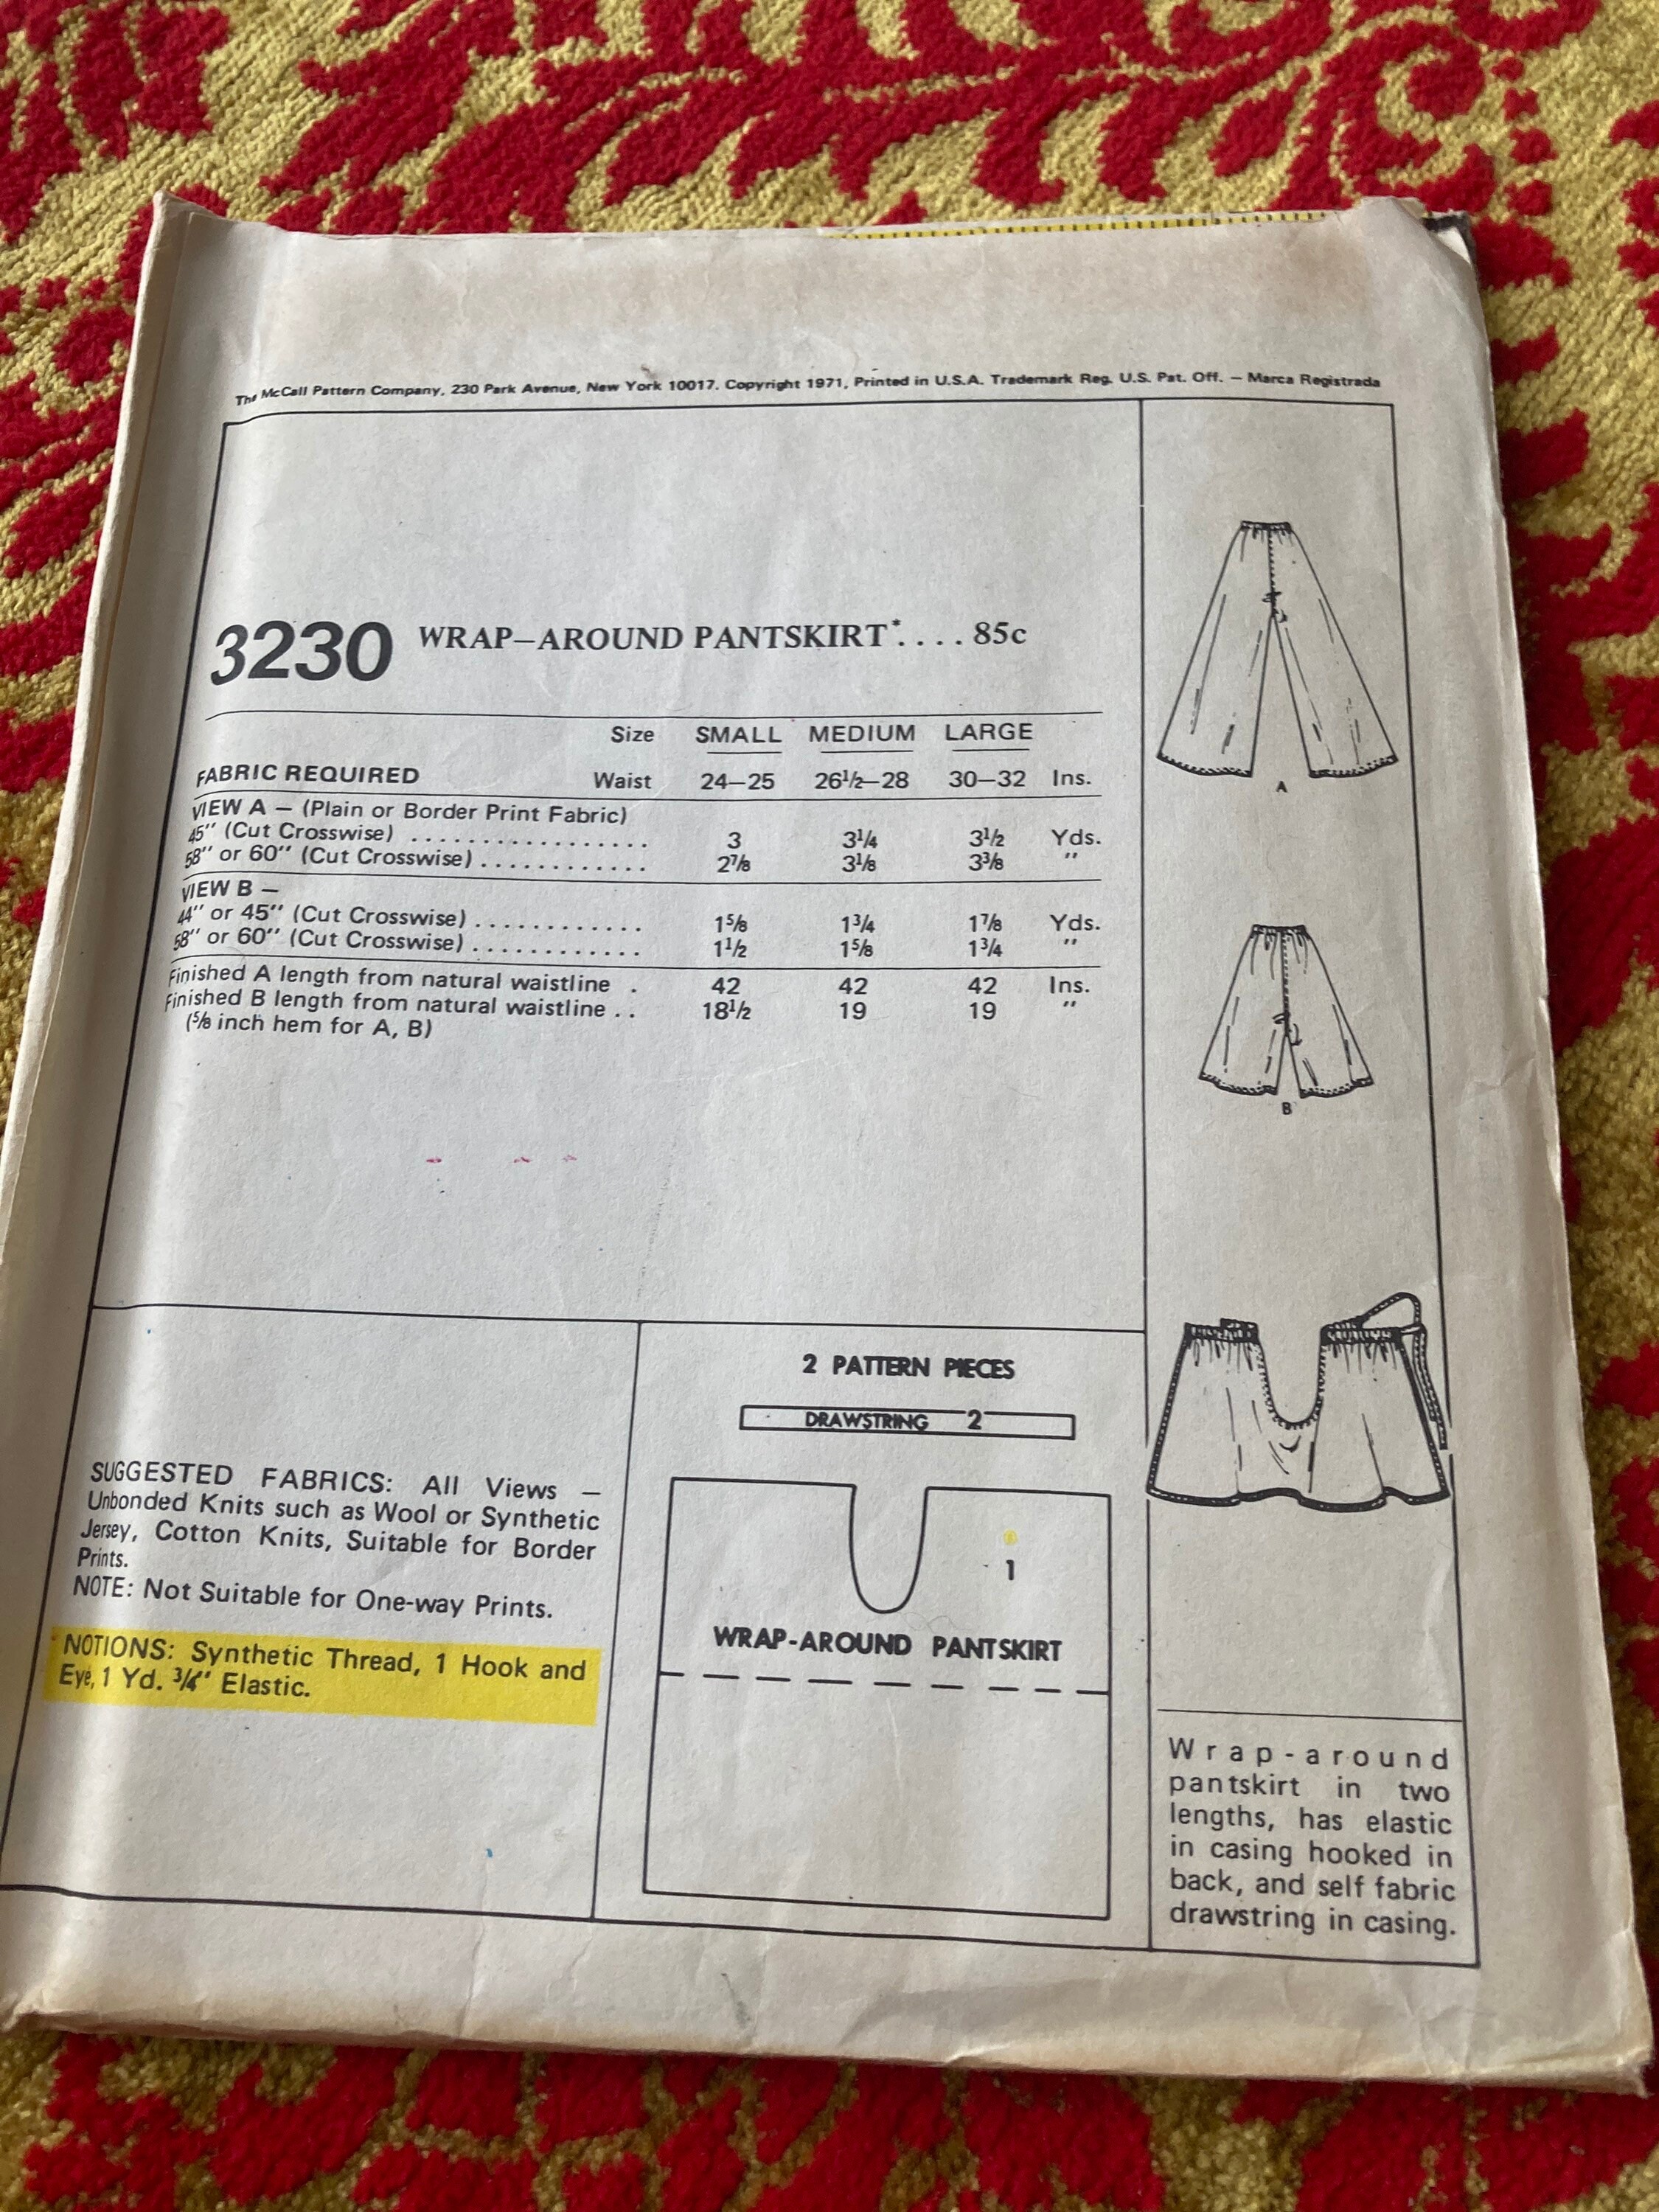 The McCall Pattern Company, 230 Park Avenue, New York 10017. Copyright 1971, Printed in U.S.A. Trademark Reg. U.S. Pat. Off. — Marca Registrada
3230 WRAP—AROUND PANTSKIRT*.... 85c
Size SMALL MEDIUM LARGE
FABRIC REQUIRED Waist 24—25 26½—28 30—32 Ins.
VIEW A — (Plain or Border Print Fabric)
45" (Cut Crosswise) ................. 3 3¼ 3½ Yds.
58" or 60" (Cut Crosswise) ............ 2⅞ 3⅛ 3⅜ "
VIEW B —
44" or 45" (Cut Crosswise) ............ 1⅝ 1¾ 1⅞ Yds.
58" or 60" (Cut Crosswise) ............ 1½ 1⅝ 1¾ "
Finished A length from natural waistline . 42 42 42 Ins.
Finished B length from natural waistline .. 18½ 19 19 "
(⅝ inch hem for A, B)
A
B
SUGGESTED FABRICS: All Views —
Unbonded Knits such as Wool or Synthetic
Jersey, Cotton Knits, Suitable for Border
Prints.
NOTE: Not Suitable for One-way Prints.
NOTIONS: Synthetic Thread, 1 Hook and
Eye, 1 Yd. ¾" Elastic.
2 PATTERN PIECES
DRAWSTRING 2
1
WRAP-AROUND PANTSKIRT
Wrap-around
pantskirt in two
lengths, has elastic
in casing hooked in
back, and self fabric
drawstring in casing.